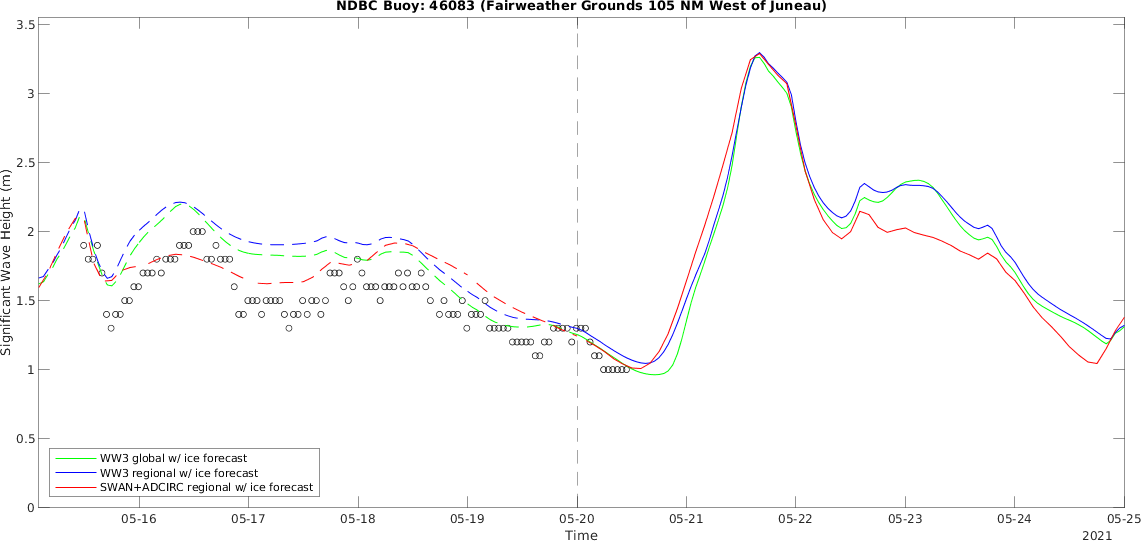 NDBC Buoy: 46083 (Fairweather Grounds 105 NM West of Juneau)
Significant Wave Height (m)
3.5
3
2.5
2
1.5
1
0.5
0
WW3 global w/ ice forecast
WW3 regional w/ ice forecast
SWAN+ADCIRC regional w/ ice forecast
05-16 05-17 05-18 05-19 05-20 05-21 05-22 05-23 05-24 05-25
Time
2021